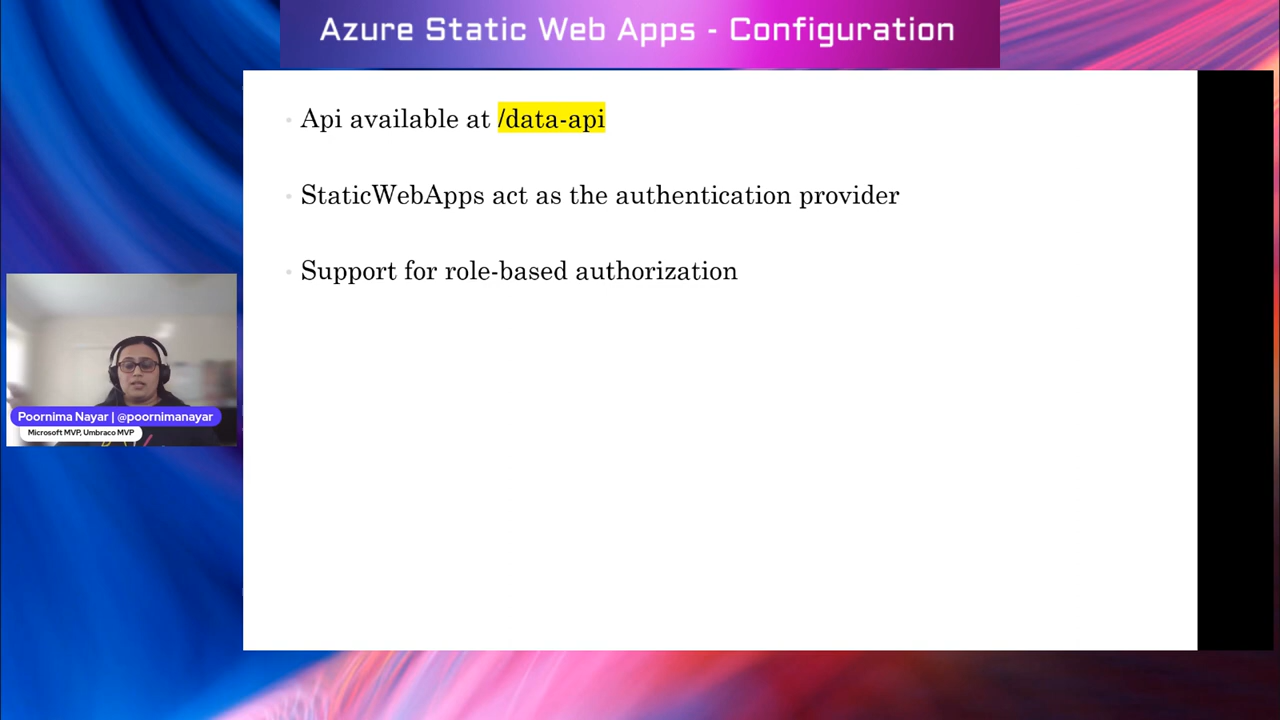 Azure Static Web Apps - Configuration
Api available at /data-api
StaticWebApps act as the authentication provider
Support for role-based authorization
Poornima Nayar | @poornimanayar
Microsoft MVP, Umbraco MVP